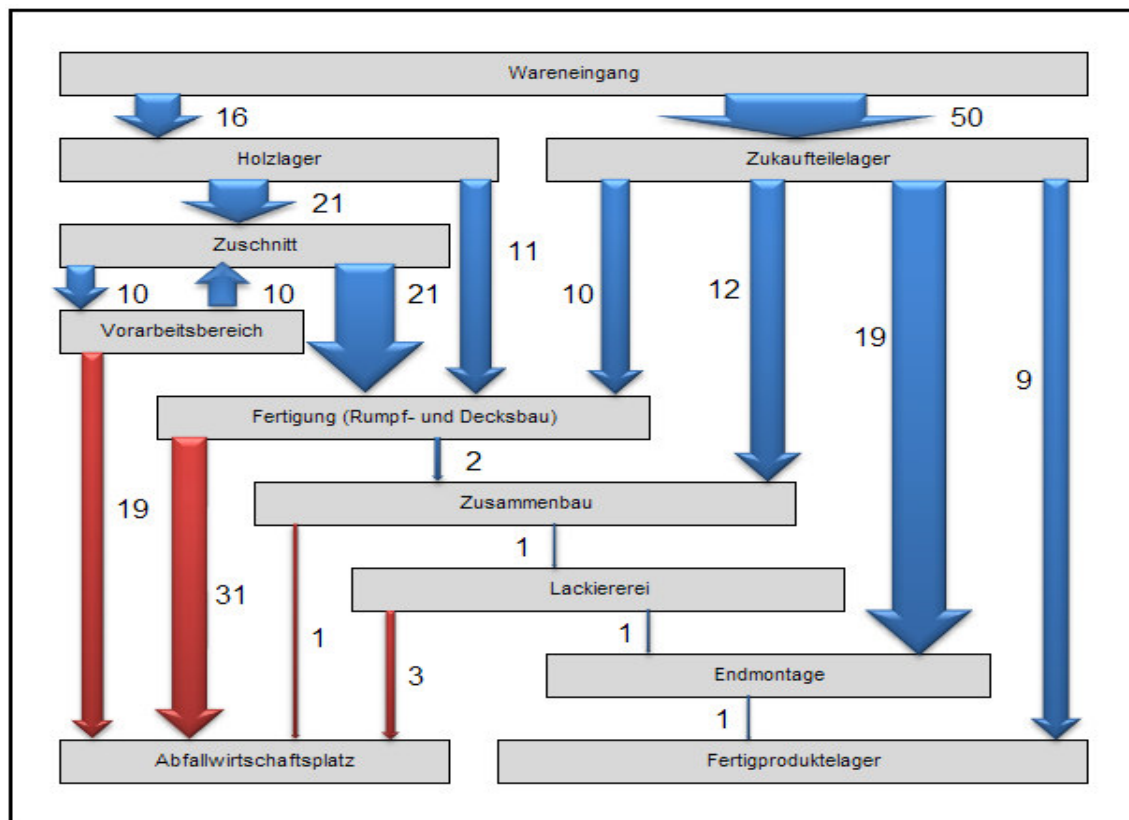 Wareneingang
16
50
Holzlager
Zukaufteilelager
21
Zuschnitt
11
10
10
21
10
12
Vorarbeitsbereich
19
9
Fertigung (Rumpf- und Decksbau)
2
Zusammenbau
19
31
1
1
Lackiererei
1
3
Endmontage
1
Abfallwirtschaftsplatz
Fertigproduktelager